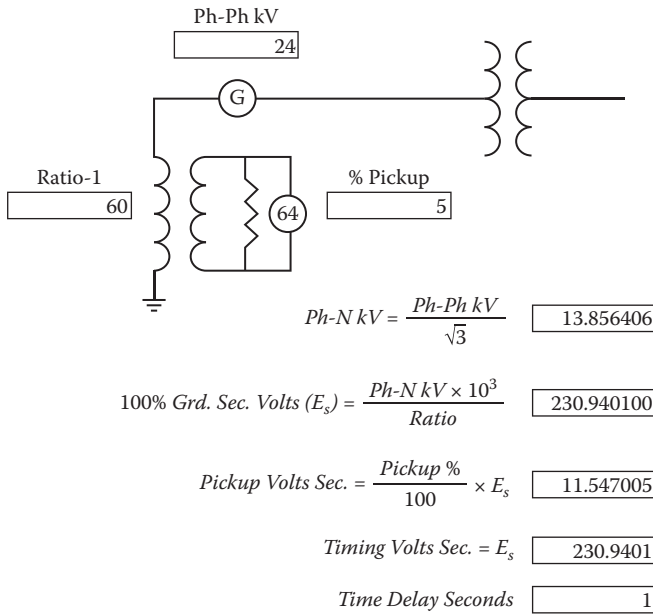 Ph-Ph kV
24
G
Ratio-1
60
64
% Pickup
5
Ph-N kV = Ph-Ph kV / √3 13.856406
100% Grd. Sec. Volts (Es) = Ph-N kV × 10³ / Ratio 230.940100
Pickup Volts Sec. = Pickup % / 100 × Es 11.547005
Timing Volts Sec. = Es 230.9401
Time Delay Seconds 1